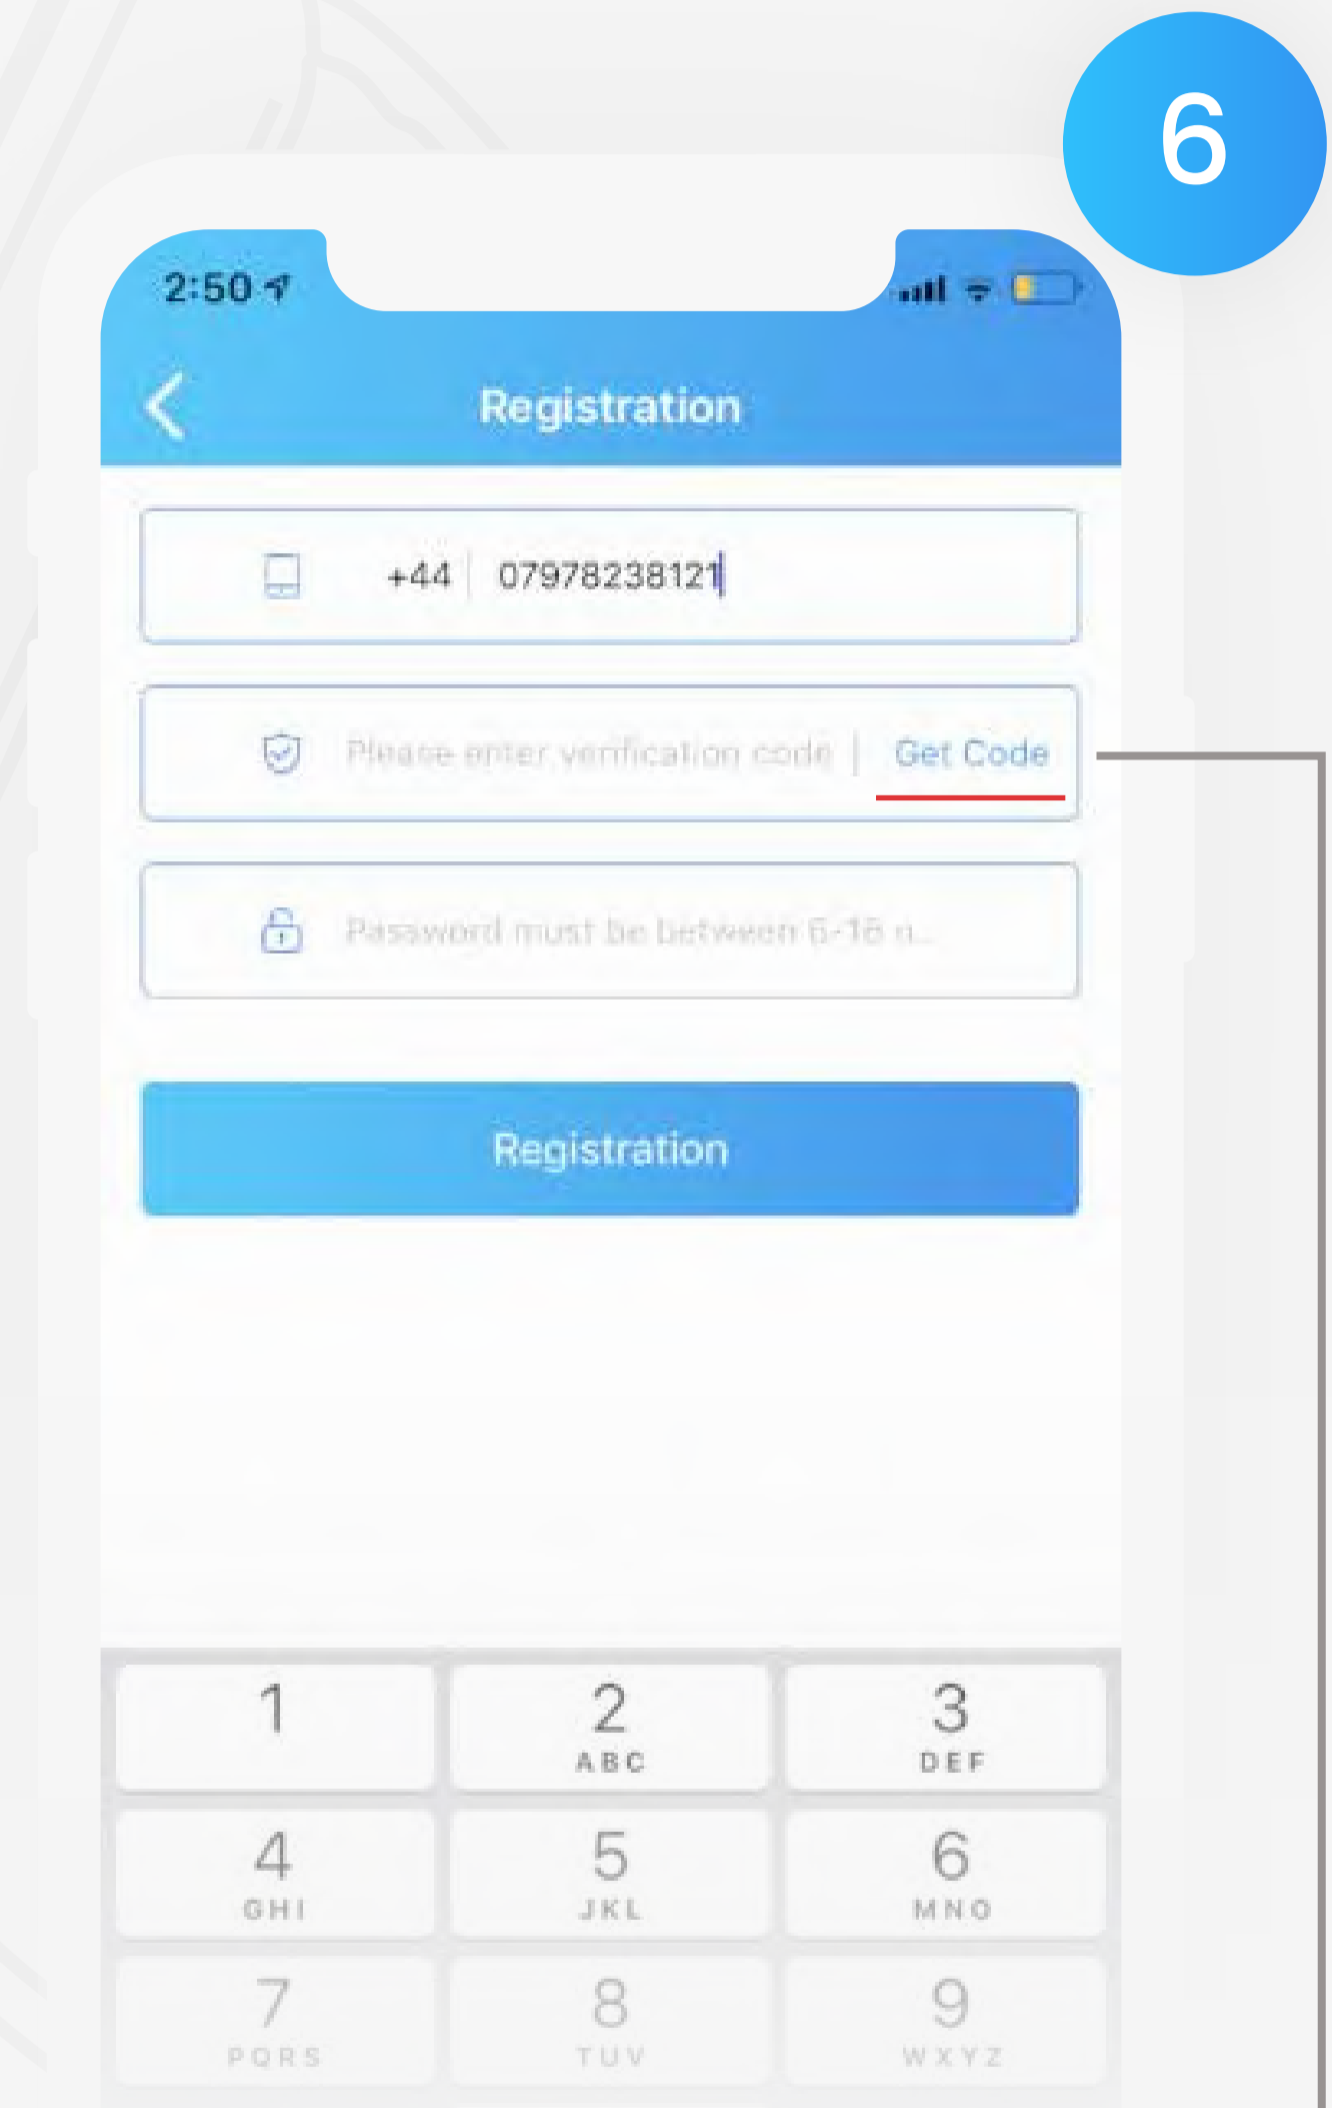 6
2:50
Registration
+44 07978238121
Please enter verification code | Get Code
Password must be between 6-16 n...
Registration
1
2
3
ABC
DEF
4
5
6
GHI
JKL
MNO
7
8
9
PQRS
TUV
WXYZ